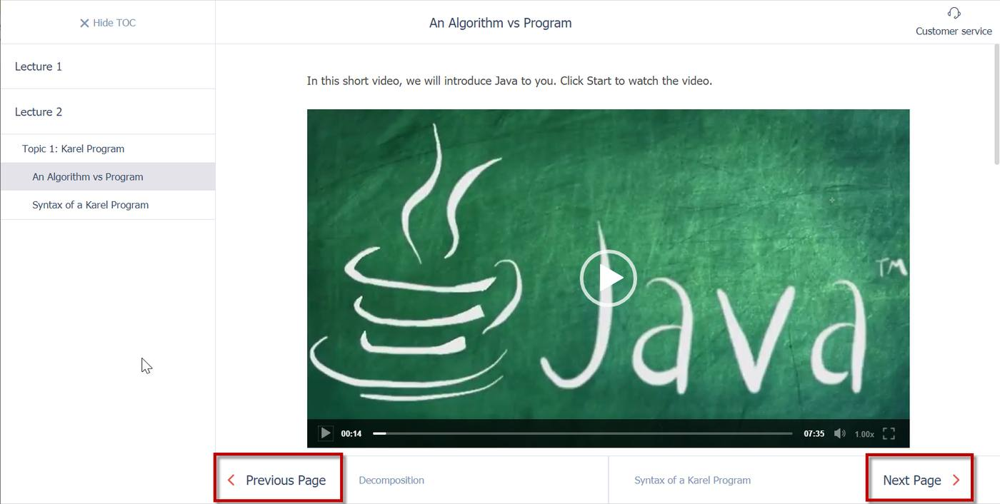 Hide TOC
An Algorithm vs Program
Customer service
Lecture 1
Lecture 2
Topic 1: Karel Program
An Algorithm vs Program
Syntax of a Karel Program
In this short video, we will introduce Java to you. Click Start to watch the video.
Java TM
00:14
07:35
1.00x
Previous Page
Decomposition
Syntax of a Karel Program
Next Page